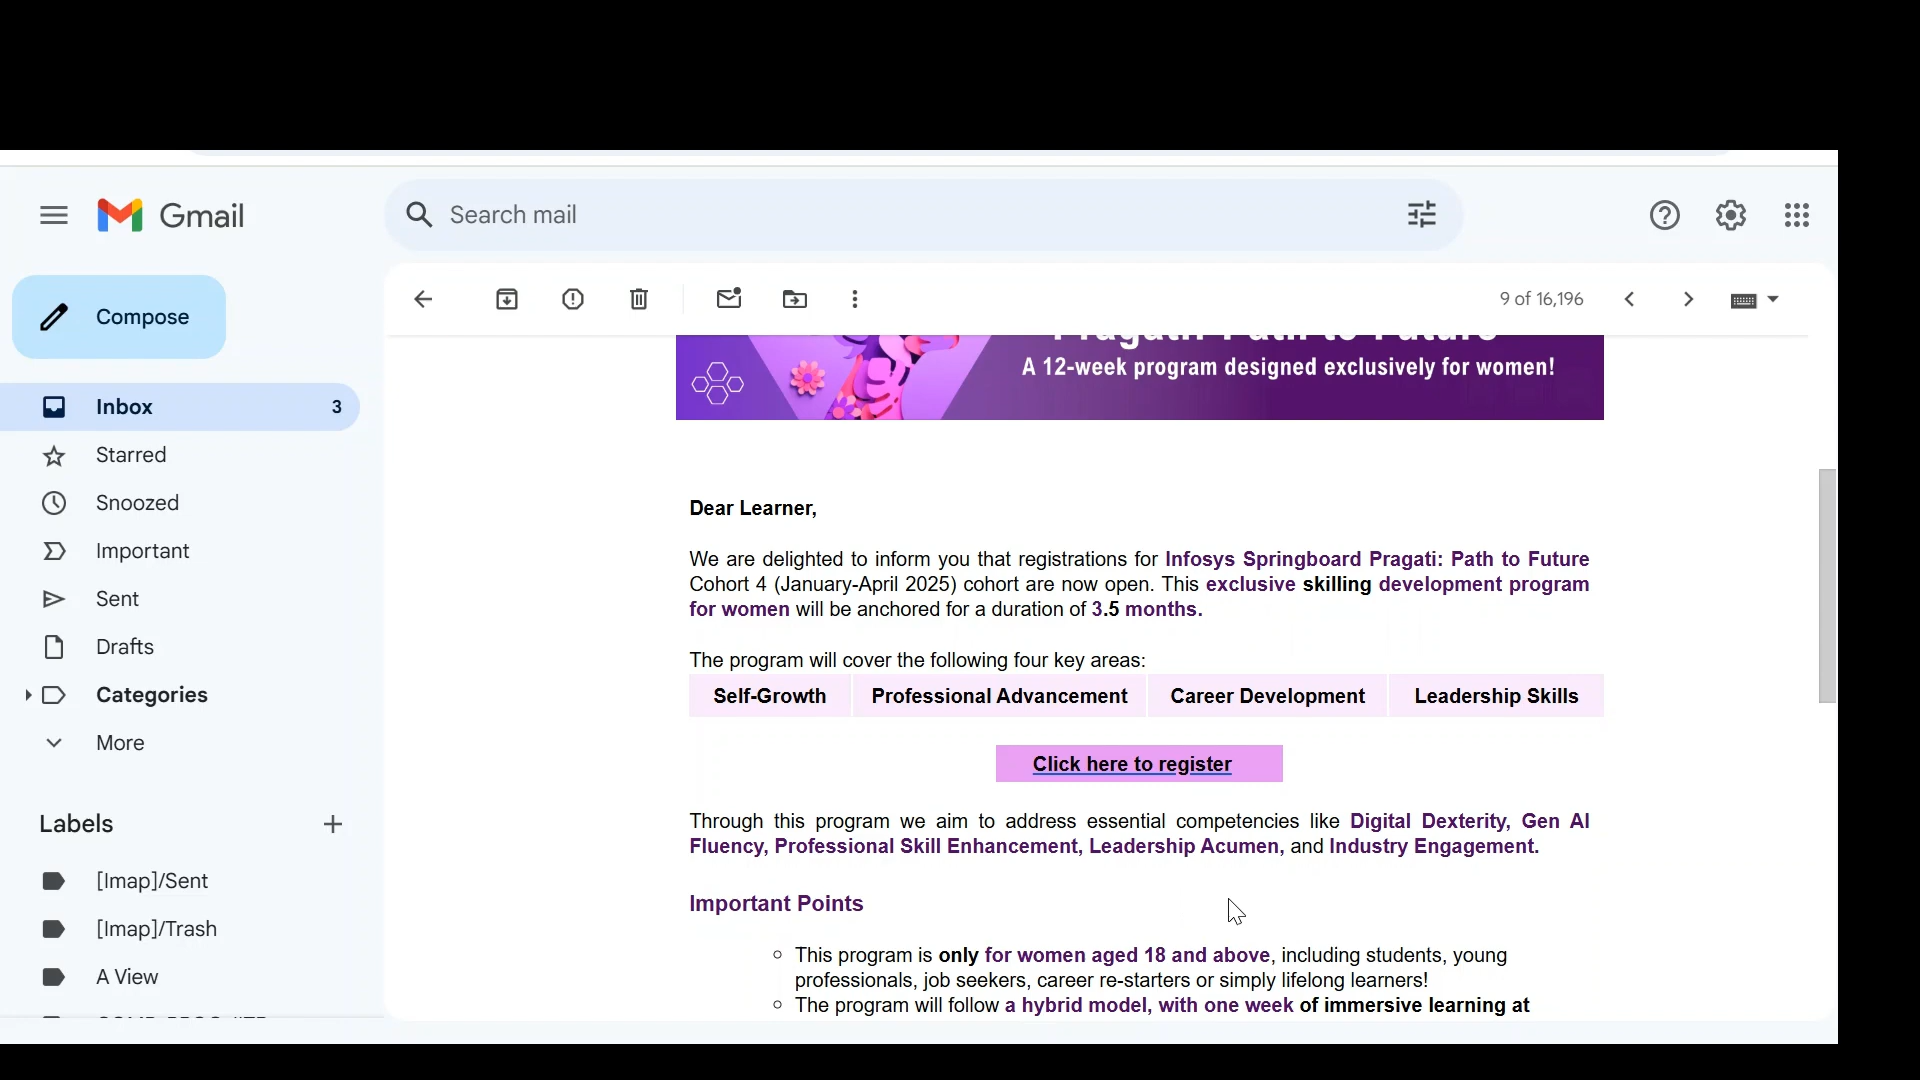 Gmail
Search mail
Compose
9 of 16,196
Inbox 3
Starred
Snoozed
Important
Sent
Drafts
Categories
More
Labels
[Imap]/Sent
[Imap]/Trash
A View
A 12-week program designed exclusively for women!
Dear Learner,
We are delighted to inform you that registrations for Infosys Springboard Pragati: Path to Future
Cohort 4 (January-April 2025) cohort are now open. This exclusive skilling development program
for women will be anchored for a duration of 3.5 months.
The program will cover the following four key areas:
Self-Growth Professional Advancement Career Development Leadership Skills
Click here to register
Through this program we aim to address essential competencies like Digital Dexterity, Gen AI
Fluency, Professional Skill Enhancement, Leadership Acumen, and Industry Engagement.
Important Points
This program is only for women aged 18 and above, including students, young
professionals, job seekers, career re-starters or simply lifelong learners!
The program will follow a hybrid model, with one week of immersive learning at